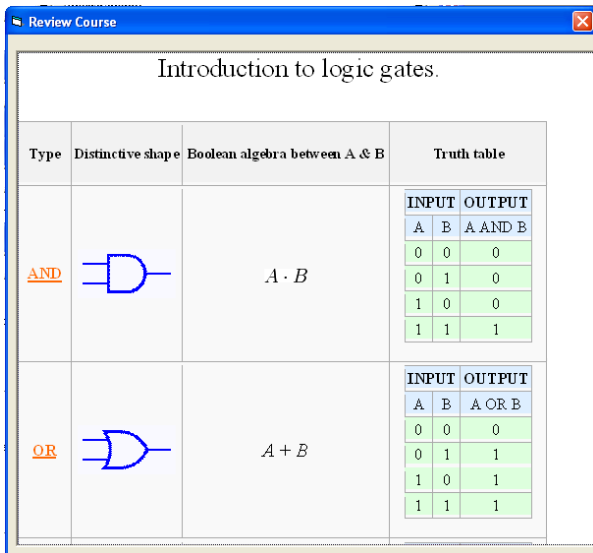 Review Course
Introduction to logic gates.
Type Distinctive shape Boolean algebra between A & B Truth table
INPUT OUTPUT
A B A AND B
0 0 0
AND A · B 0 1 0
1 0 0
1 1 1
INPUT OUTPUT
A B A OR B
0 0 0
OR A + B 0 1 1
1 0 1
1 1 1